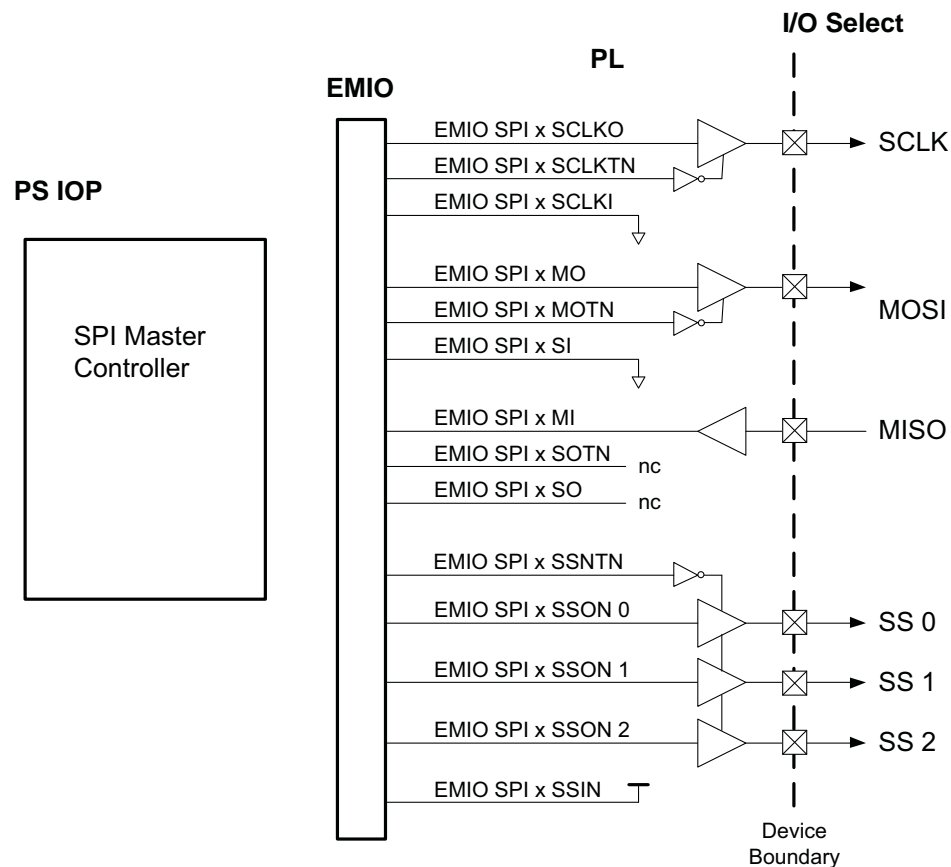 I/O Select
PL
EMIO
EMIO SPI x SCLKO
SCLK
EMIO SPI x SCLKTN
PS IOP
EMIO SPI x SCLKI
EMIO SPI x MO
MOSI
EMIO SPI x MOTN
SPI Master
Controller
EMIO SPI x SI
EMIO SPI x MI
MISO
EMIO SPI x SOTN
nc
EMIO SPI x SO
nc
EMIO SPI x SSNTN
EMIO SPI x SSON 0
SS 0
EMIO SPI x SSON 1
SS 1
EMIO SPI x SSON 2
SS 2
EMIO SPI x SSIN
Device
Boundary